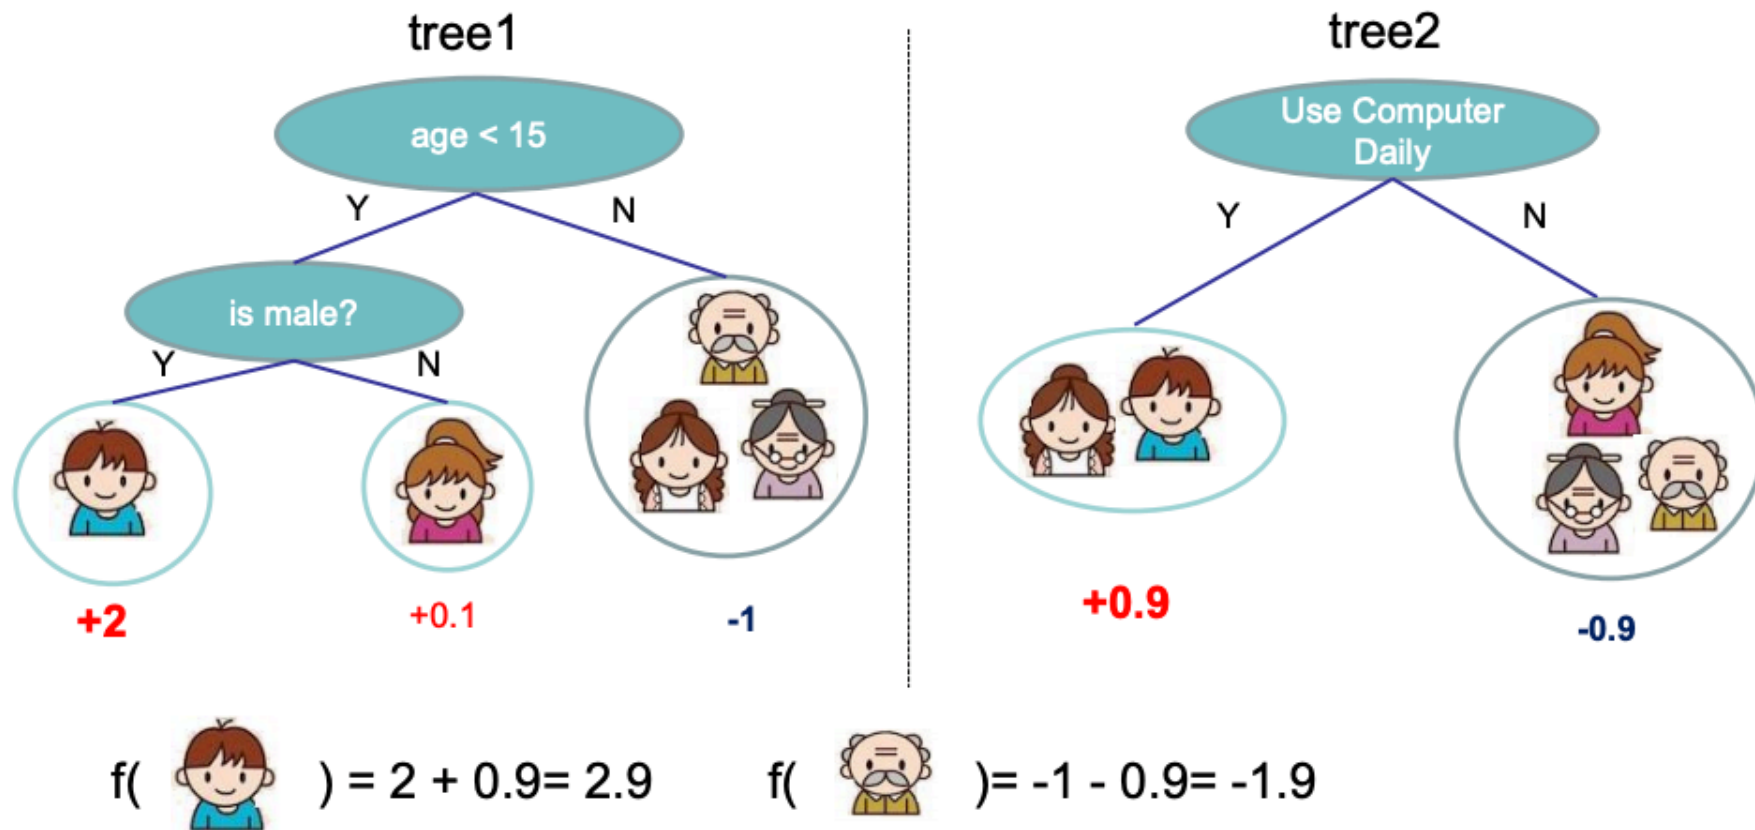 tree1
age < 15
Y
N
is male?
Y
N
+2
+0.1
-1
tree2
Use Computer
Daily
Y
N
+0.9
-0.9
f( ) = 2 + 0.9= 2.9
f( )= -1 - 0.9= -1.9